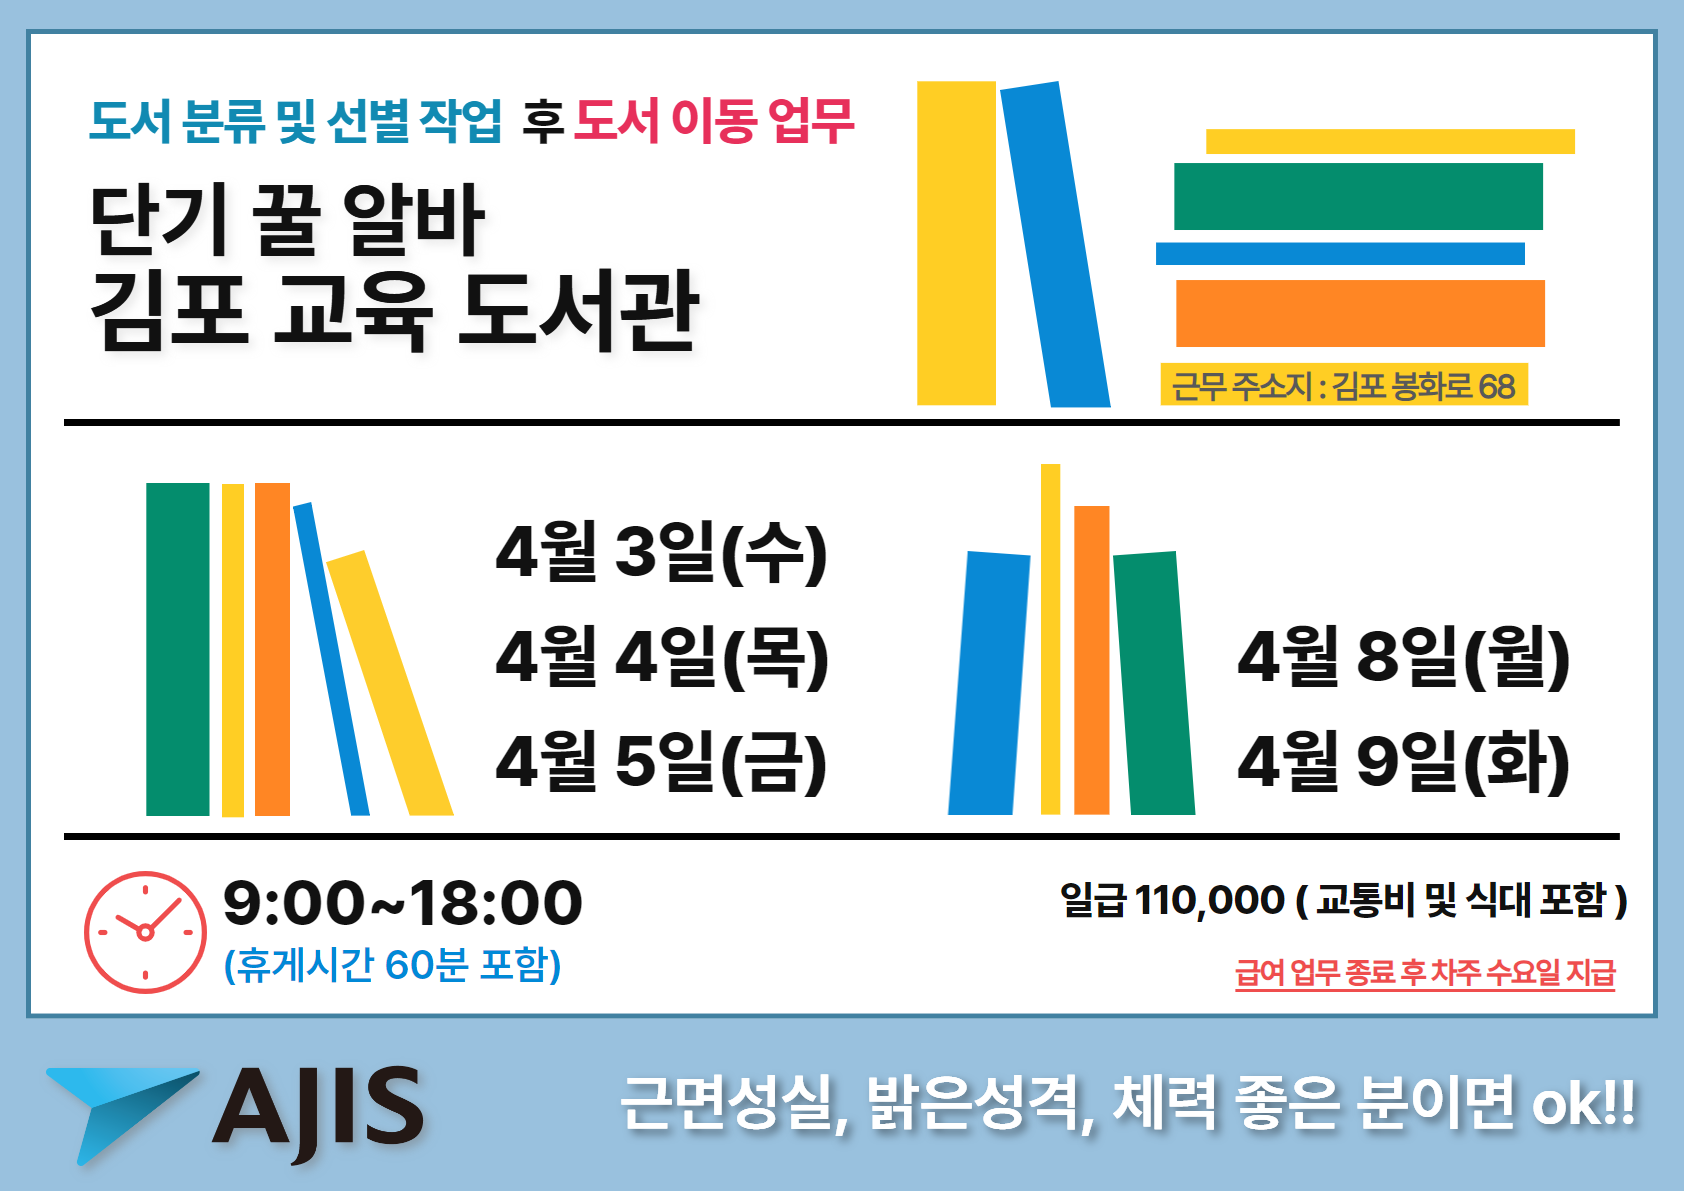 도서 분류 및 선별 작업 후 도서 이동 업무
단기 꿀 알바
김포 교육 도서관
근무 주소지 : 김포 봉화로 68
4월 3일(수)
4월 4일(목)
4월 5일(금)
4월 8일(월)
4월 9일(화)
9:00~18:00
(휴게시간 60분 포함)
일급 110,000 ( 교통비 및 식대 포함 )
급여 업무 종료 후 차주 수요일 지급
AJIS
근면성실, 밝은성격, 체력 좋은 분이면 ok!!